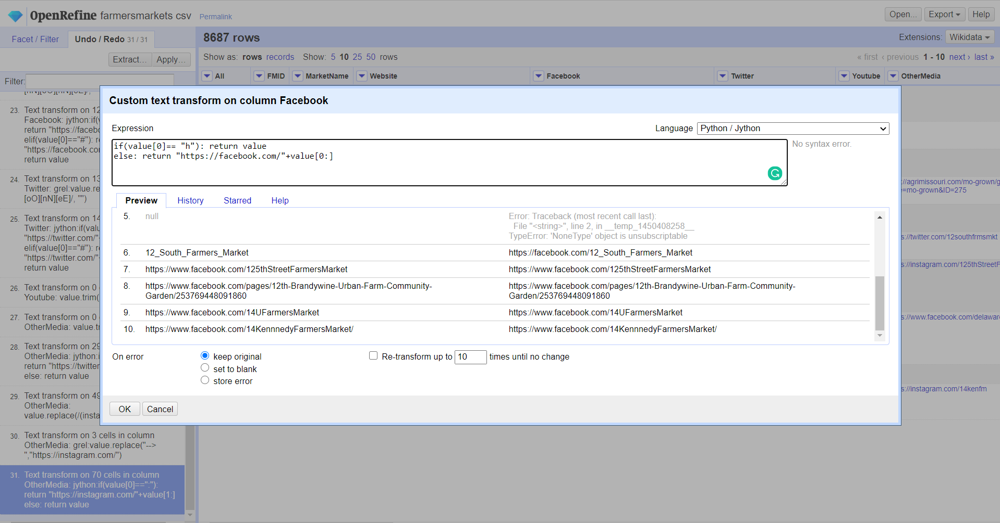 OpenRefine farmersmarkets csv Permalink
Open... Export Help
Facet / Filter Undo / Redo 31 / 31
Extract... Apply...
Filter:
8687 rows
Extensions: Wikidata
Show as: rows records Show: 5 10 25 50 rows
« first ‹ previous 1 - 10 next › last »
All FMID MarketName Website Facebook Twitter Youtube OtherMedia
23. Text transform on 12
Facebook: jython:if(v
return "https://facebo
elif(value[0]=="#"): re
"https://facebook.con
return value
24. Text transform on 13
Twitter: grel:value.re
[oO][nN][eE]/, "")
25. Text transform on 14
Twitter: jython:if(valu
"https://twitter.com/"-
elif(value[0]=="#"): re
"https://twitter.com/"-
return value
26. Text transform on 0
Youtube: value.trim(
27. Text transform on 0
OtherMedia: value.tr
28. Text transform on 29
OtherMedia: jython:i
return "https://twitter
else: return value
29. Text transform on 49
OtherMedia:
value.replace(/(insta
30. Text transform on 3 cells in column
OtherMedia: grel:value.replace("-->
","https://instagram.com/")
31. Text transform on 70 cells in column
OtherMedia: jython:if(value[0]==":"):
return "https://instagram.com/"+value[1:]
else: return value
Custom text transform on column Facebook
Expression
Language Python / Jython
if(value[0]== "h"): return value
else: return "https://facebook.com/"+value[0:]
No syntax error.
Preview History Starred Help
5. null Error: Traceback (most recent call last):
File "<string>", line 2, in __temp_1450408258__
TypeError: 'NoneType' object is unsubscriptable
6. 12_South_Farmers_Market https://facebook.com/12_South_Farmers_Market
7. https://www.facebook.com/125thStreetFarmersMarket https://www.facebook.com/125thStreetFarmersMarket
8. https://www.facebook.com/pages/12th-Brandywine-Urban-Farm-Community- https://www.facebook.com/pages/12th-Brandywine-Urban-Farm-Community-
Garden/253769448091860 Garden/253769448091860
9. https://www.facebook.com/14UFarmersMarket https://www.facebook.com/14UFarmersMarket
10. https://www.facebook.com/14KennnedyFarmersMarket/ https://www.facebook.com/14KennnedyFarmersMarket/
On error keep original Re-transform up to 10 times until no change
set to blank
store error
OK Cancel
://agrimissouri.com/mo-grown/g
=mo-grown&ID=275
s://twitter.com/12southfrmsmkt
s://instagram.com/125thStreetF
s://www.facebook.com/delaware
s://instagram.com/14kenfm